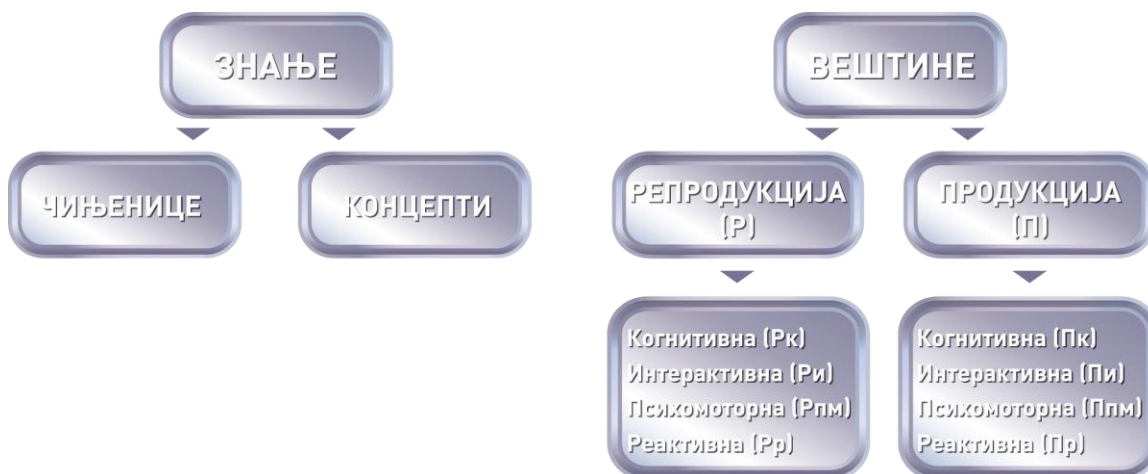 ЗНАЊЕ
ВЕШТИНЕ
ЧИЊЕНИЦЕ
КОНЦЕПТИ
РЕПРОДУКЦИЈА
(Р)
ПРОДУКЦИЈА
(П)
Когнитивна (Рк)
Интерактивна (Ри)
Психомоторна (Рпм)
Реактивна (Рр)
Когнитивна (Пк)
Интерактивна (Пи)
Психомоторна (Ппм)
Реактивна (Пр)